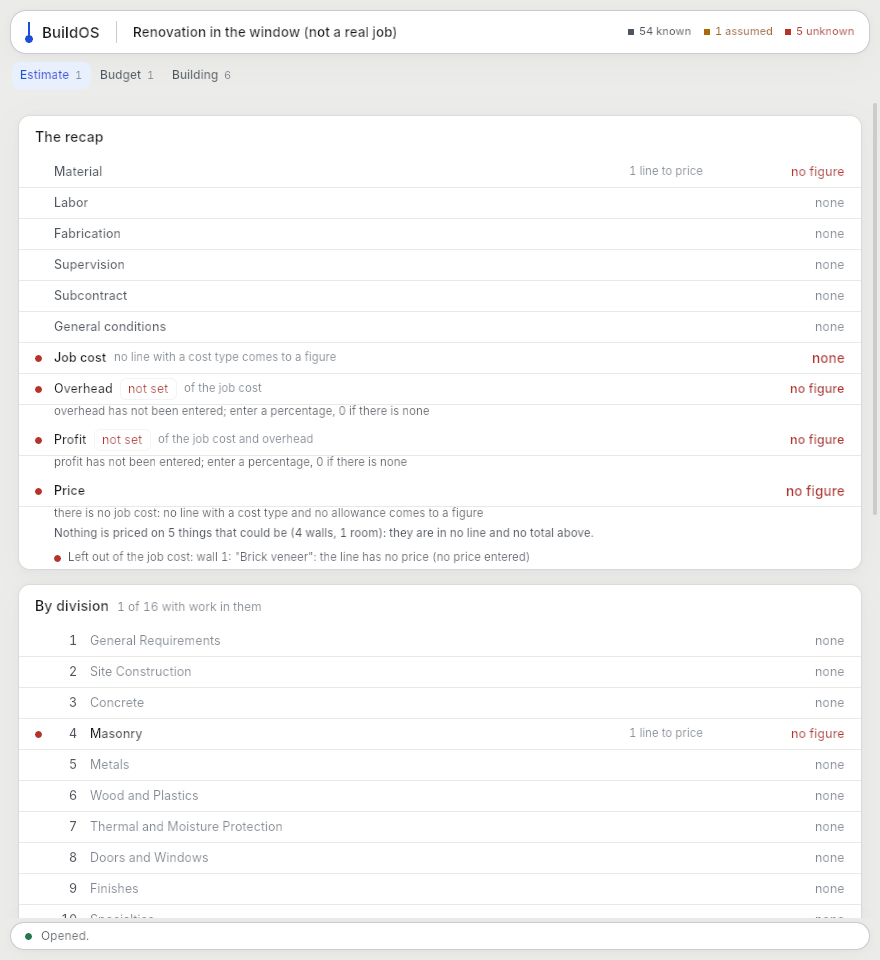 BuildOS Renovation in the window (not a real job) 54 known 1 assumed 5 unknown
Estimate 1 Budget 1 Building 6
The recap
Material 1 line to price no figure
Labor none
Fabrication none
Supervision none
Subcontract none
General conditions none
Job cost no line with a cost type comes to a figure none
Overhead not set of the job cost no figure
overhead has not been entered; enter a percentage, 0 if there is none
Profit not set of the job cost and overhead no figure
profit has not been entered; enter a percentage, 0 if there is none
Price no figure
there is no job cost: no line with a cost type and no allowance comes to a figure
Nothing is priced on 5 things that could be (4 walls, 1 room): they are in no line and no total above.
Left out of the job cost: wall 1: "Brick veneer": the line has no price (no price entered)
By division 1 of 16 with work in them
1 General Requirements none
2 Site Construction none
3 Concrete none
4 Masonry 1 line to price no figure
5 Metals none
6 Wood and Plastics none
7 Thermal and Moisture Protection none
8 Doors and Windows none
9 Finishes none
10 Specialties none
Opened.